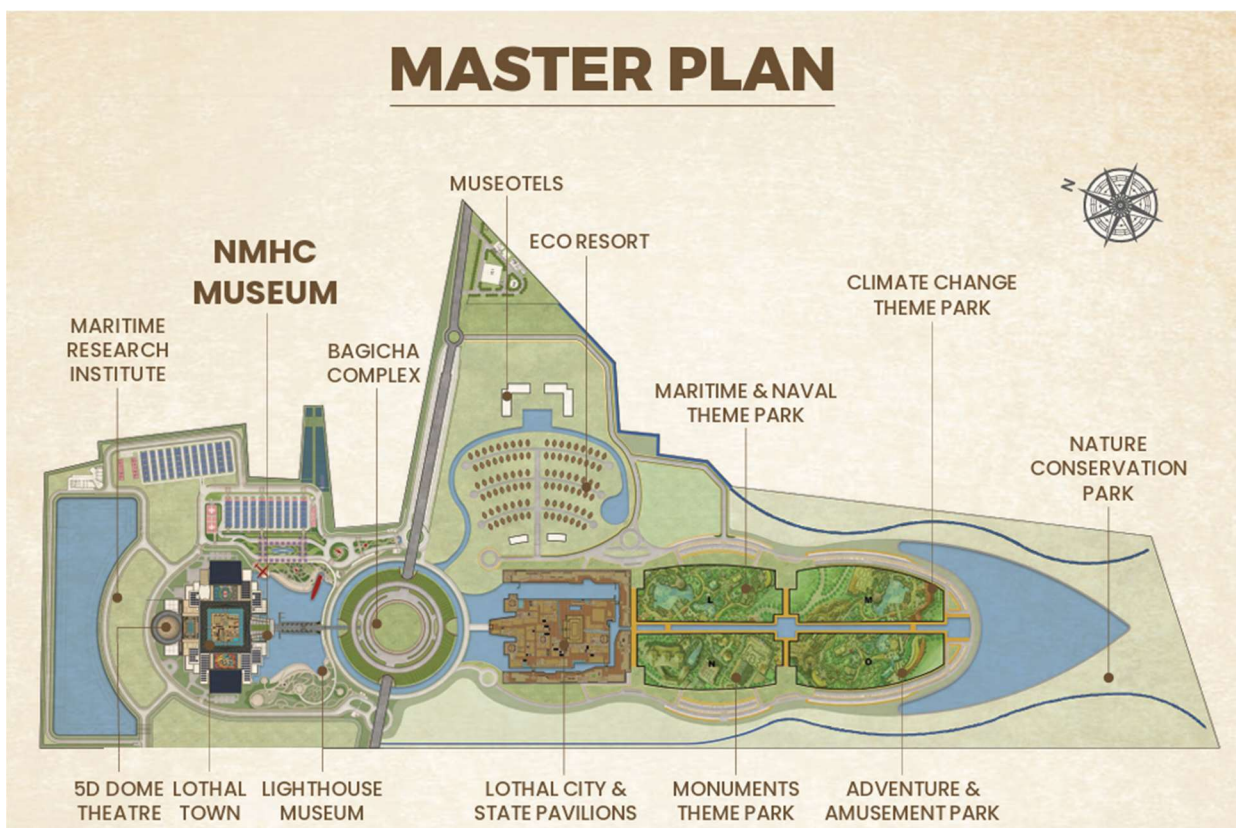 MASTER PLAN
N
MUSEOTELS
ECO RESORT
NMHC
MUSEUM
CLIMATE CHANGE
THEME PARK
MARITIME
RESEARCH
INSTITUTE
BAGICHA
COMPLEX
MARITIME & NAVAL
THEME PARK
NATURE
CONSERVATION
PARK
L
M
N
O
5D DOME
THEATRE
LOTHAL
TOWN
LIGHTHOUSE
MUSEUM
LOTHAL CITY &
STATE PAVILIONS
MONUMENTS
THEME PARK
ADVENTURE &
AMUSEMENT PARK